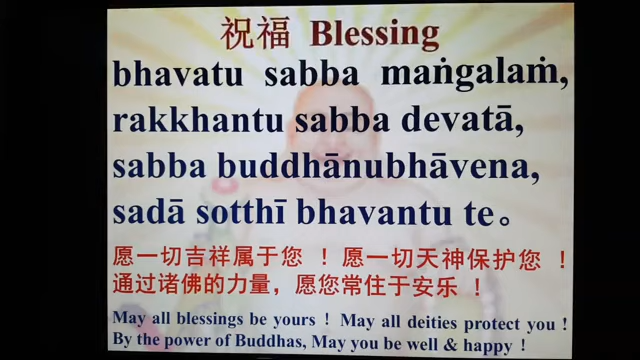 祝福 Blessing
bhavatu sabba maṅgalaṁ,
rakkhantu sabba devatā,
sabba buddhānubhāvena,
sadā sotthī bhavantu te。
愿一切吉祥属于您 ！愿一切天神保护您 ！
通过诸佛的力量，愿您常住于安乐 ！
May all blessings be yours ! May all deities protect you !
By the power of Buddhas, May you be well & happy !